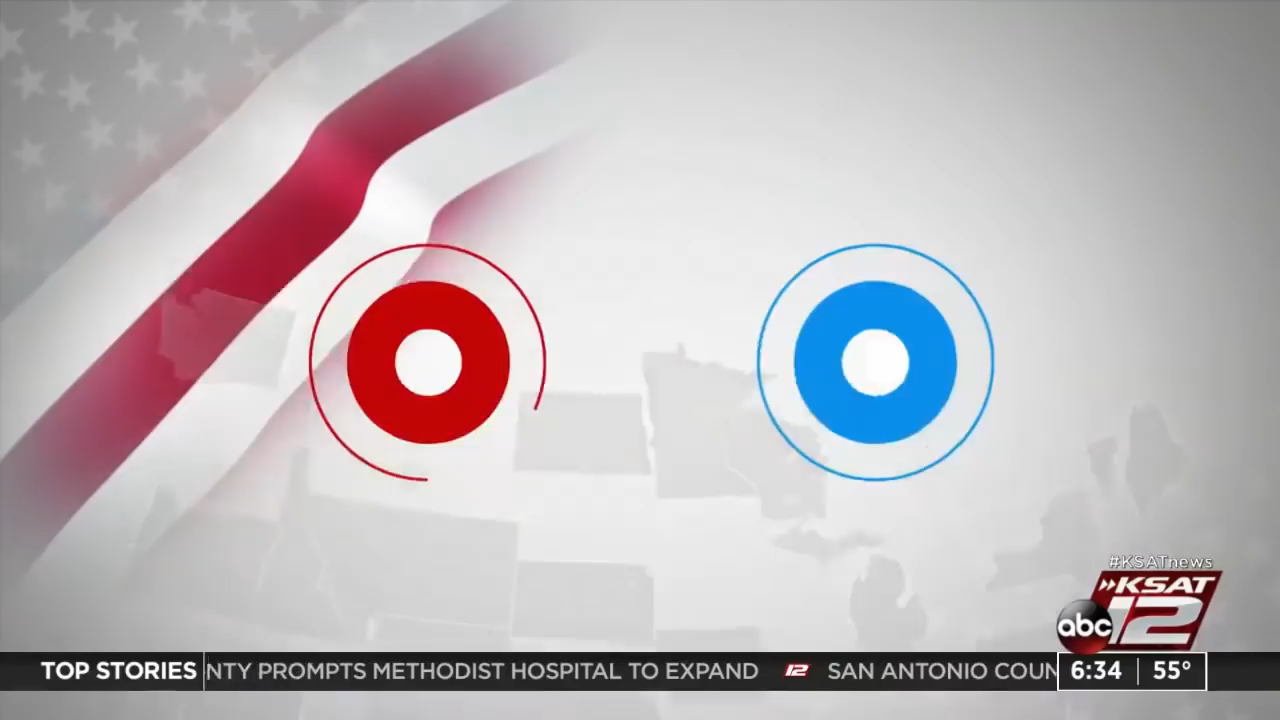 #KSATnews
KSAT
abc 12
TOP STORIES NTY PROMPTS METHODIST HOSPITAL TO EXPAND 12 SAN ANTONIO COUN 6:34 55°